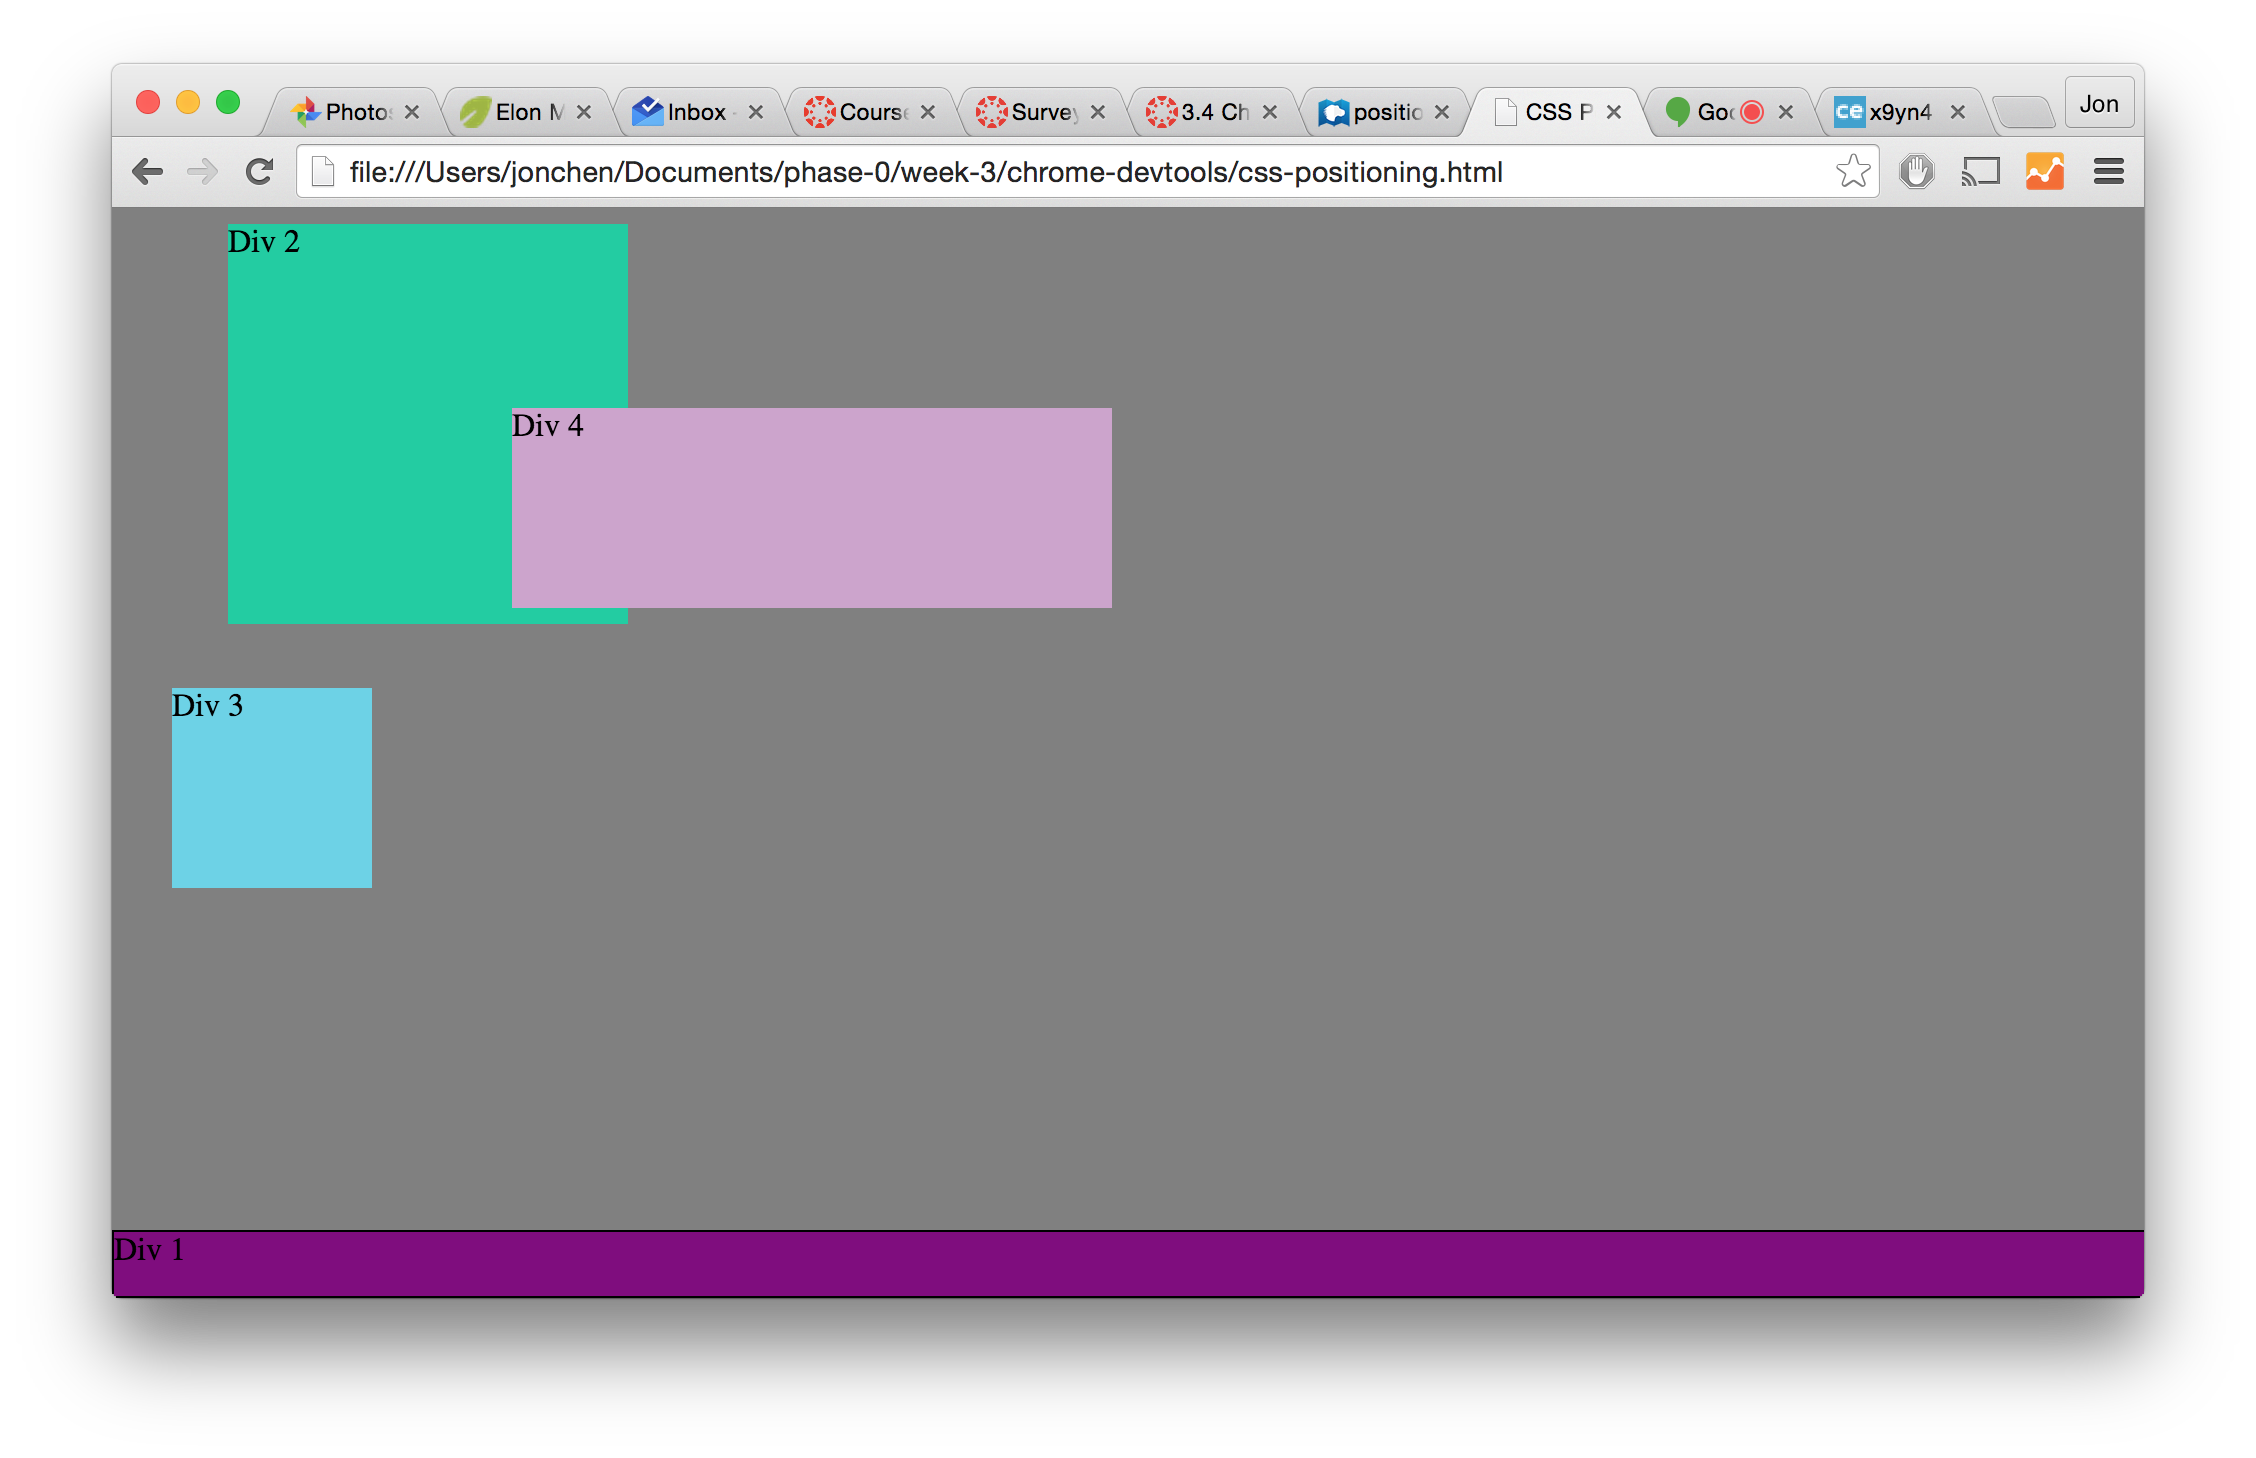 Photo Elon M Inbox Course Survey 3.4 Ch positio CSS P Goo x9yn4 Jon
file:///Users/jonchen/Documents/phase-0/week-3/chrome-devtools/css-positioning.html
Div 2
Div 4
Div 3
Div 1